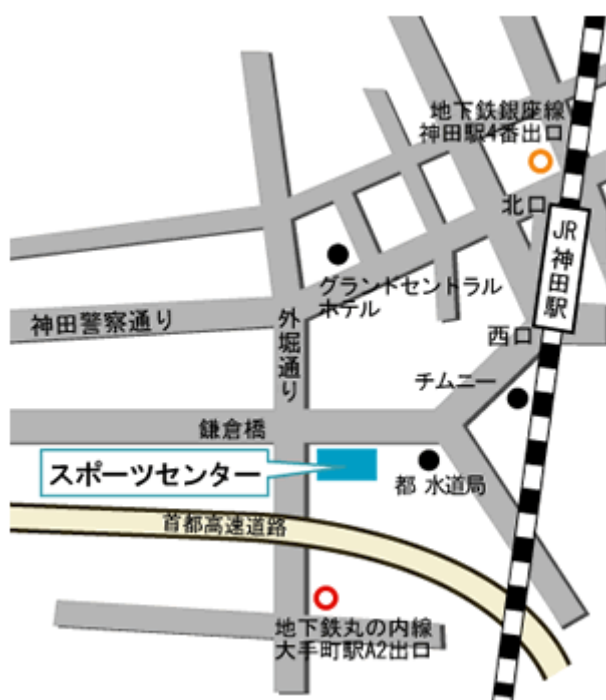 地下鉄銀座線
神田駅4番出口
北口
JR神田駅
グランドセントラル
ホテル
神田警察通り
外堀通り
西口
チムニー
鎌倉橋
スポーツセンター
都 水道局
首都高速道路
地下鉄丸の内線
大手町駅A2出口